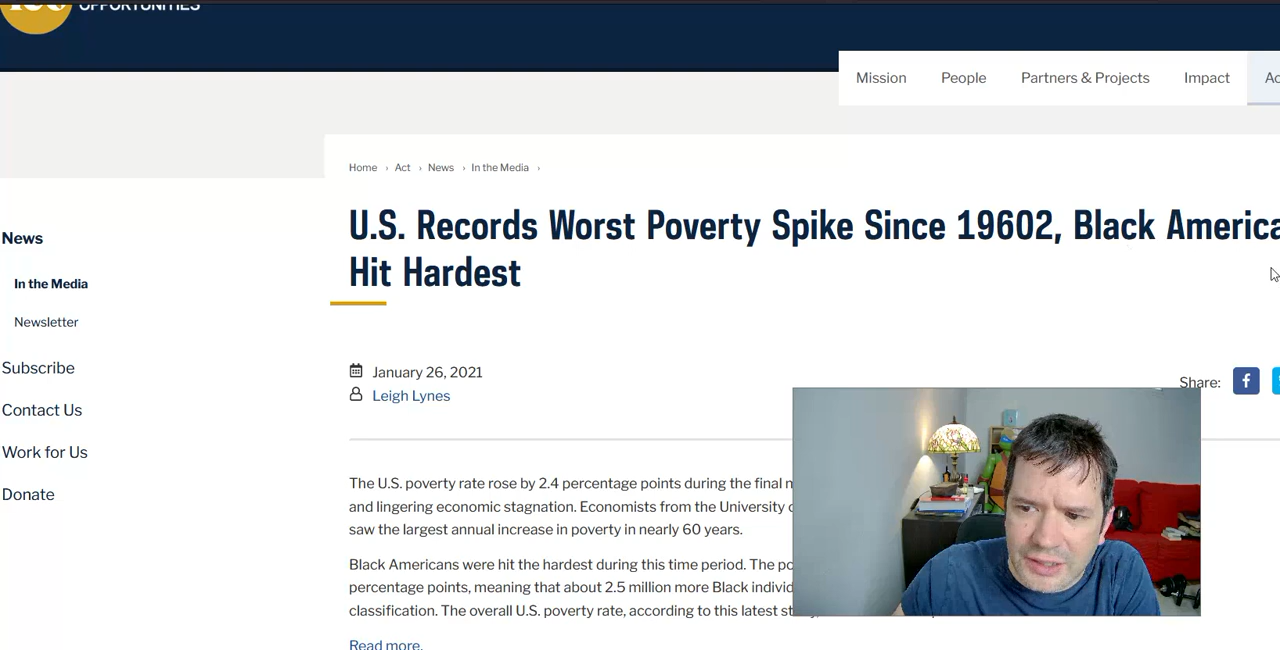 OPPORTUNITIES
Mission People Partners & Projects Impact
Home › Act › News › In the Media ›
News
In the Media
Newsletter
Subscribe
Contact Us
Work for Us
Donate
U.S. Records Worst Poverty Spike Since 19602, Black America
Hit Hardest
January 26, 2021
Leigh Lynes
Share:
The U.S. poverty rate rose by 2.4 percentage points during the final
and lingering economic stagnation. Economists from the University
saw the largest annual increase in poverty in nearly 60 years.
Black Americans were hit the hardest during this time period. The
percentage points, meaning that about 2.5 million more Black
classification. The overall U.S. poverty rate, according to this latest
Read more.